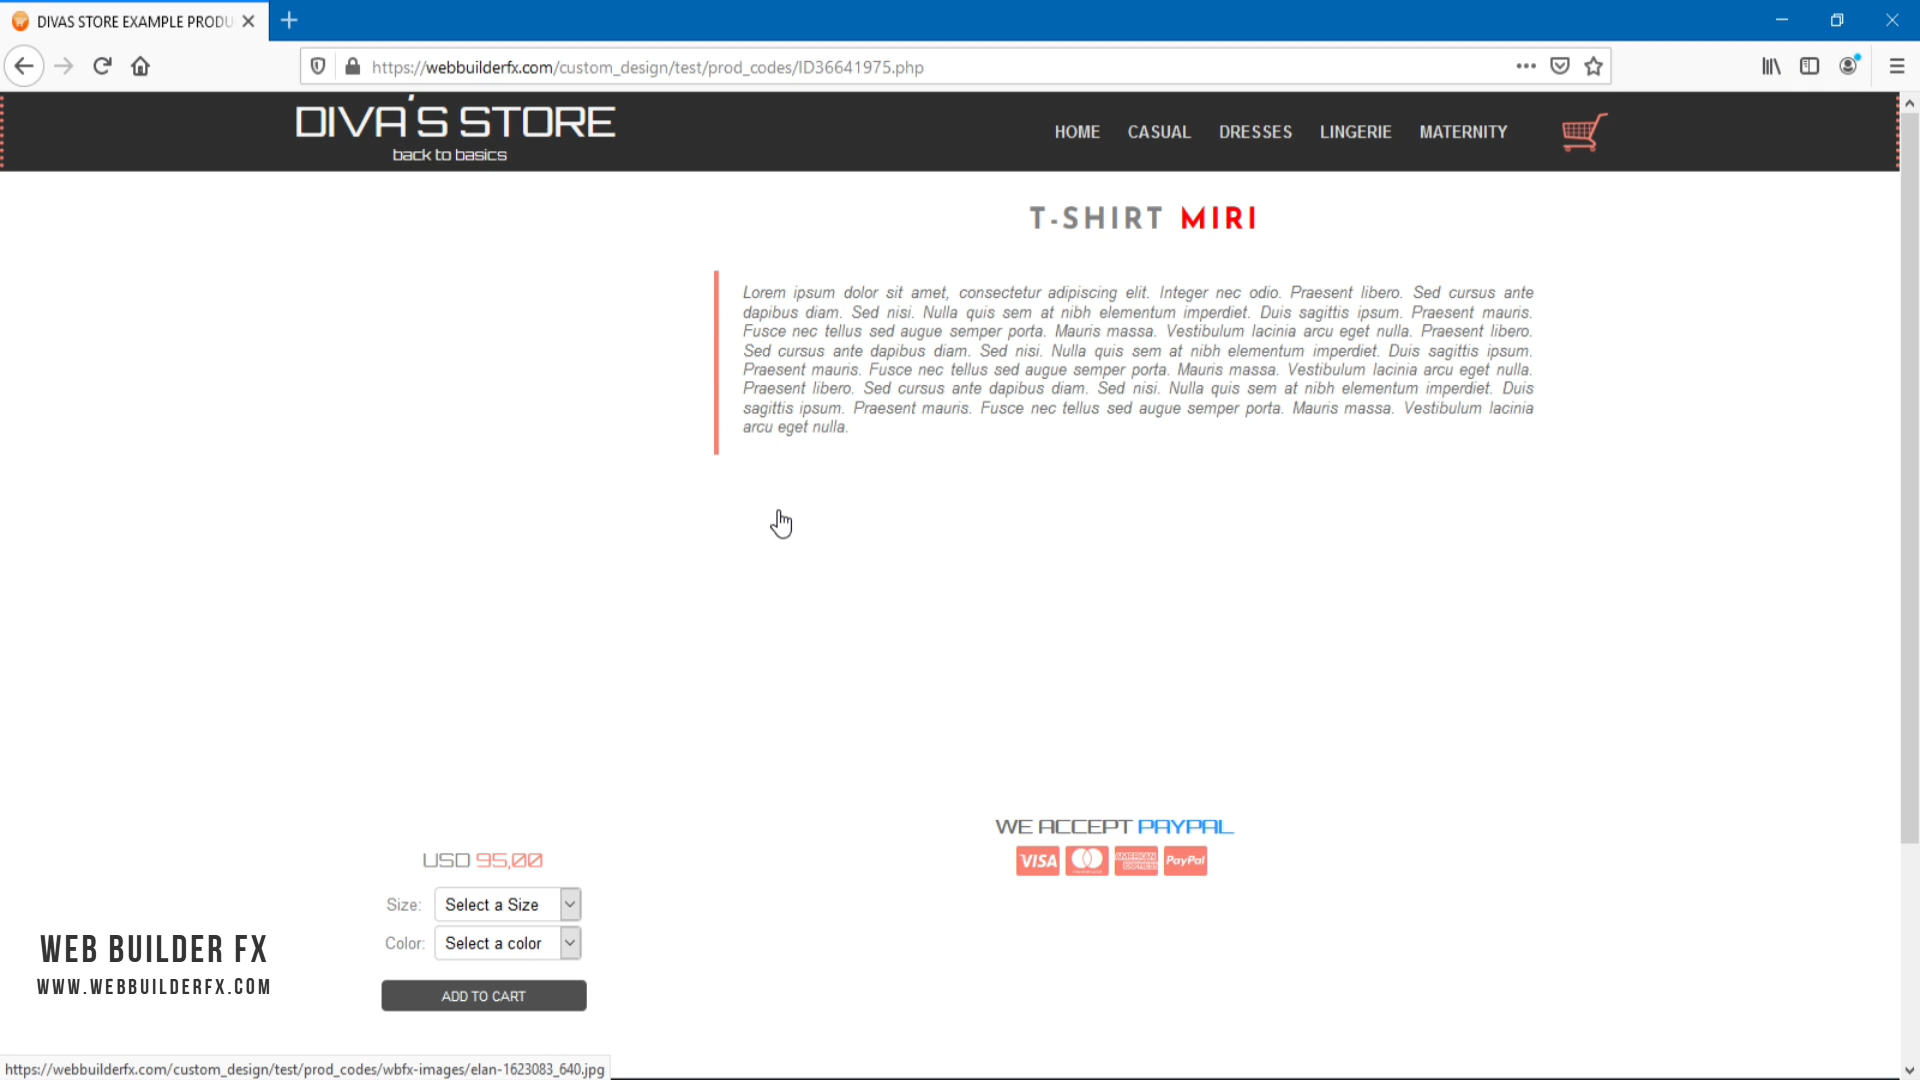 DIVAS STORE EXAMPLE PRODU
https://webbuilderfx.com/custom_design/test/prod_codes/ID36641975.php
DIVA'S STORE
back to basics
HOME CASUAL DRESSES LINGERIE MATERNITY
T-SHIRT MIRI
Lorem ipsum dolor sit amet, consectetur adipiscing elit. Integer nec odio. Praesent libero. Sed cursus ante
dapibus diam. Sed nisi. Nulla quis sem at nibh elementum imperdiet. Duis sagittis ipsum. Praesent mauris.
Fusce nec tellus sed augue semper porta. Mauris massa. Vestibulum lacinia arcu eget nulla. Praesent libero.
Sed cursus ante dapibus diam. Sed nisi. Nulla quis sem at nibh elementum imperdiet. Duis sagittis ipsum.
Praesent mauris. Fusce nec tellus sed augue semper porta. Mauris massa. Vestibulum lacinia arcu eget nulla.
Praesent libero. Sed cursus ante dapibus diam. Sed nisi. Nulla quis sem at nibh elementum imperdiet. Duis
sagittis ipsum. Praesent mauris. Fusce nec tellus sed augue semper porta. Mauris massa. Vestibulum lacinia
arcu eget nulla.
WE ACCEPT PAYPAL
VISA AMERICAN EXPRESS PayPal
USD 95,00
Size: Select a Size
Color: Select a color
ADD TO CART
WEB BUILDER FX
WWW.WEBBUILDERFX.COM
https://webbuilderfx.com/custom_design/test/prod_codes/wbfx-images/elan-1623083_640.jpg